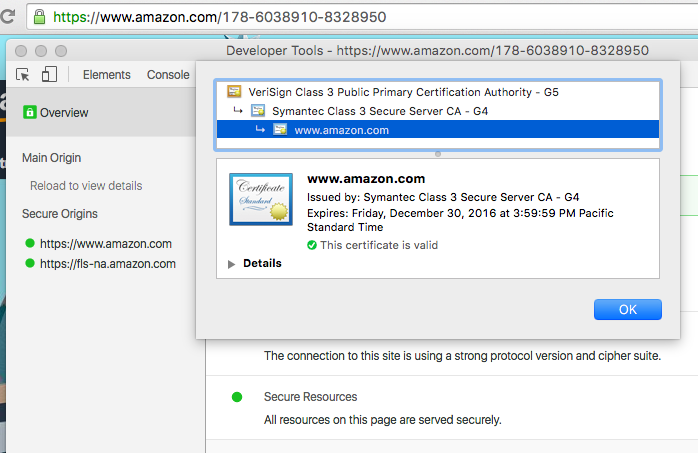 https://www.amazon.com/178-6038910-8328950
Developer Tools - https://www.amazon.com/178-6038910-8328950
Elements Console
VeriSign Class 3 Public Primary Certification Authority - G5
Symantec Class 3 Secure Server CA - G4
www.amazon.com
Overview
Main Origin
Reload to view details
Secure Origins
https://www.amazon.com
https://fls-na.amazon.com
Certificate
Standard
www.amazon.com
Issued by: Symantec Class 3 Secure Server CA - G4
Expires: Friday, December 30, 2016 at 3:59:59 PM Pacific
Standard Time
This certificate is valid
Details
OK
The connection to this site is using a strong protocol version and cipher suite.
Secure Resources
All resources on this page are served securely.